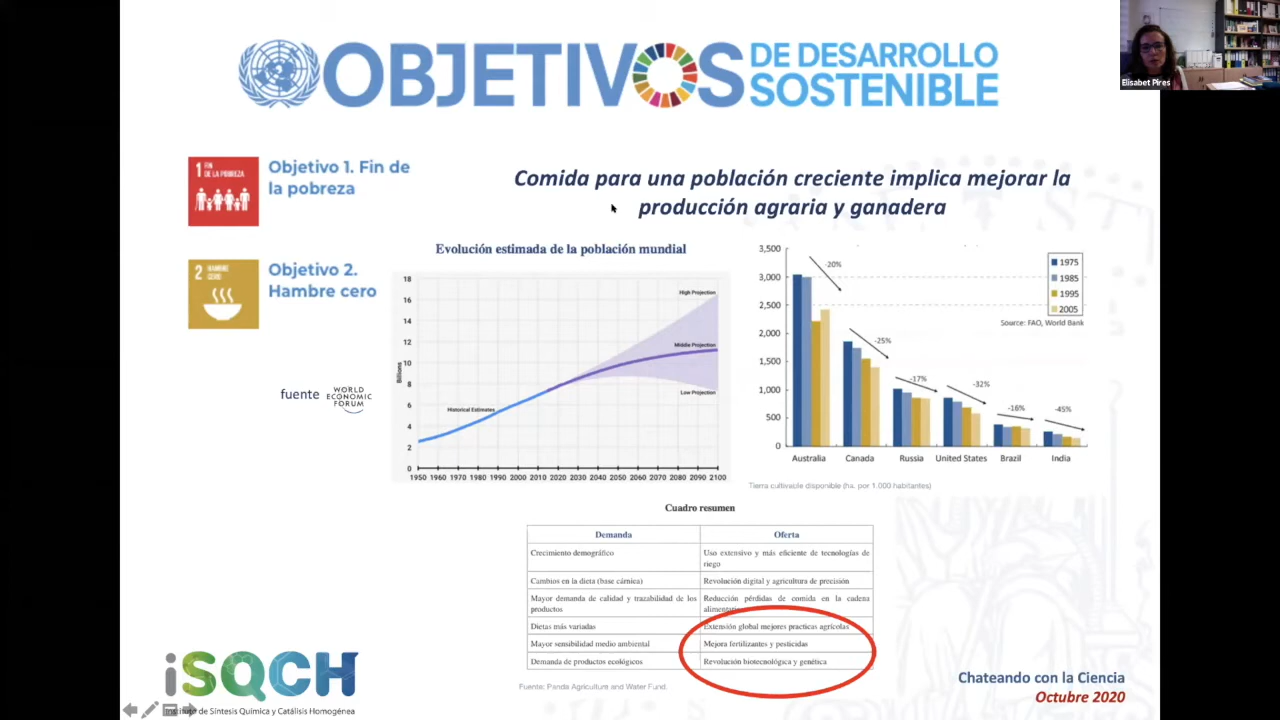 OBJETIVOS DE DESARROLLO
SOSTENIBLE
Elisabet Pires
1 FIN
DE LA POBREZA
Objetivo 1. Fin de
la pobreza
2 HAMBRE
CERO
Objetivo 2.
Hambre cero
fuente WORLD
ECONOMIC
FORUM
Comida para una población creciente implica mejorar la
producción agraria y ganadera
Evolución estimada de la población mundial
18
16
14
12
10
8
6
4
2
0
Billions
High Projection
Middle Projection
Low Projection
Historical Estimates
1950 1960 1970 1980 1990 2000 2010 2020 2030 2040 2050 2060 2070 2080 2090 2100
3,500
3,000
2,500
2,000
1,500
1,000
500
0
-20%
-25%
-17%
-32%
-16%
-45%
1975
1985
1995
2005
Source: FAO, World Bank
Australia Canada Russia United States Brazil India
Tierra cultivable disponible (ha. por 1.000 habitantes)
Cuadro resumen
Demanda Oferta
Crecimiento demográfico Uso extensivo y más eficiente de tecnologías de
riego
Cambios en la dieta (base cárnica) Revolución digital y agricultura de precisión
Mayor demanda de calidad y trazabilidad de los Reducción pérdidas de comida en la cadena
productos alimentaria
Dietas más variadas Extensión global mejores practicas agrícolas
Mayor sensibilidad medio ambiental Mejora fertilizantes y pesticidas
Demanda de productos ecológicos Revolución biotecnológica y genética
Fuente: Panda Agriculture and Water Fund.
iSQCH
Instituto de Síntesis Química y Catálisis Homogénea
Chateando con la Ciencia
Octubre 2020